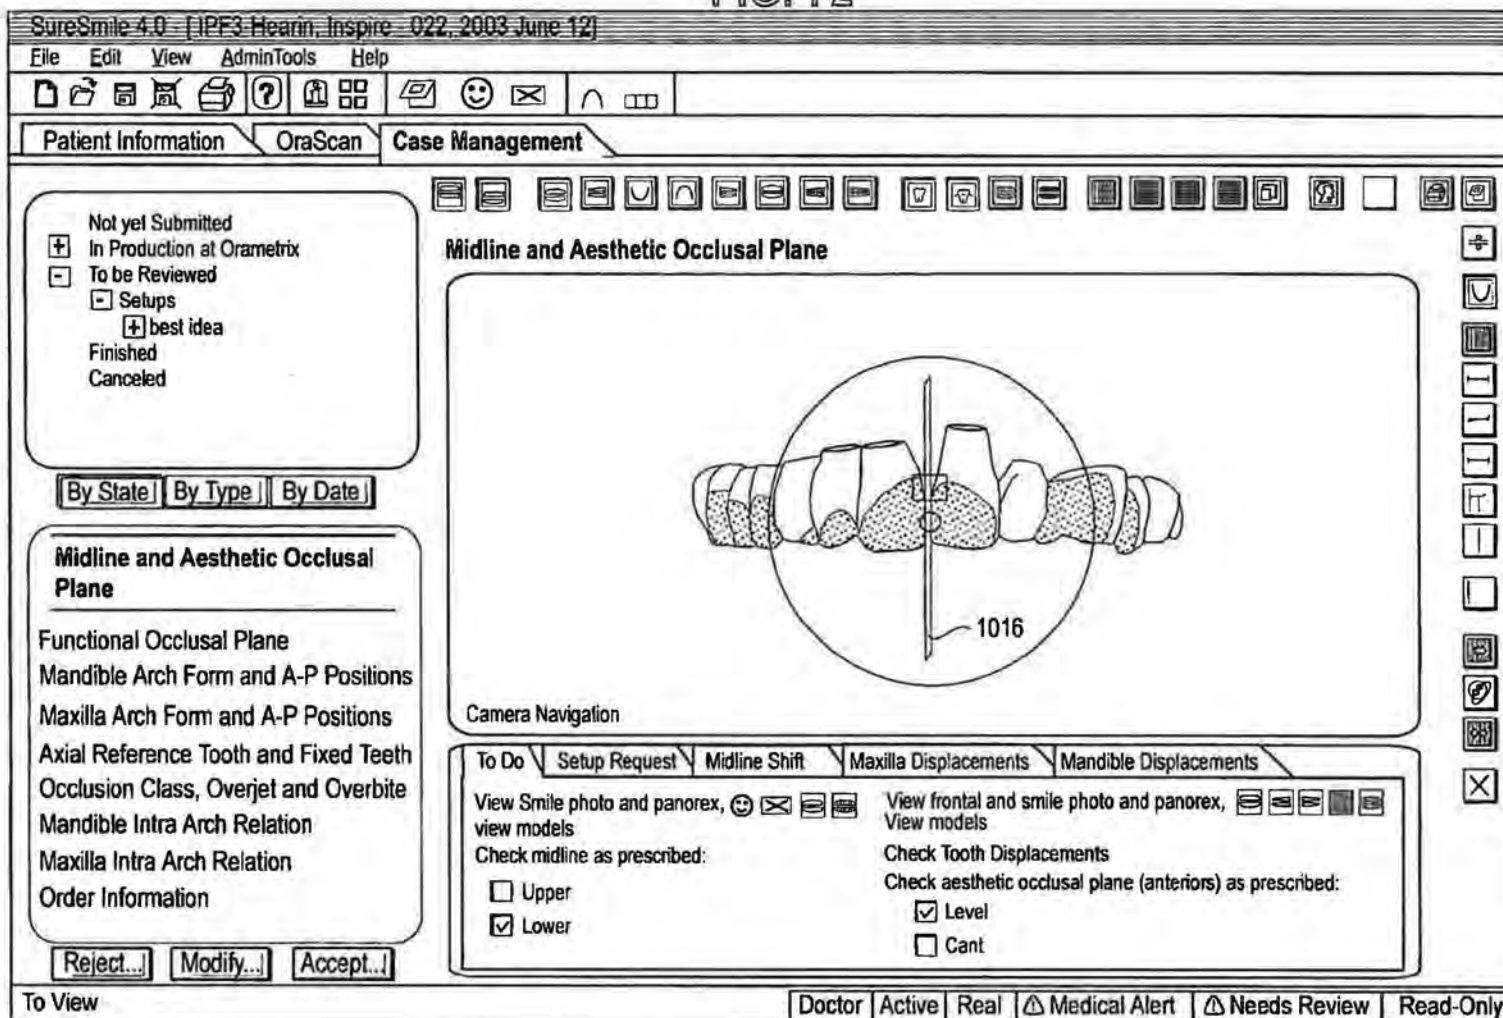 SureSmile 4.0 - [ IPF3-Hearin, Inspire - 022, 2003 June 12]
File Edit View AdminTools Help
Patient Information OraScan Case Management
Not yet Submitted
In Production at Orametrix
To be Reviewed
Setups
best idea
Finished
Canceled
By State By Type By Date
Midline and Aesthetic Occlusal
Plane
Functional Occlusal Plane
Mandible Arch Form and A-P Positions
Maxilla Arch Form and A-P Positions
Axial Reference Tooth and Fixed Teeth
Occlusion Class, Overjet and Overbite
Mandible Intra Arch Relation
Maxilla Intra Arch Relation
Order Information
Reject... Modify... Accept...
Midline and Aesthetic Occlusal Plane
1016
Camera Navigation
To Do Setup Request Midline Shift Maxilla Displacements Mandible Displacements
View Smile photo and panorex,
view models
Check midline as prescribed:
Upper
Lower
View frontal and smile photo and panorex,
View models
Check Tooth Displacements
Check aesthetic occlusal plane (anteriors) as prescribed:
Level
Cant
To View Doctor Active Real Medical Alert Needs Review Read-Only